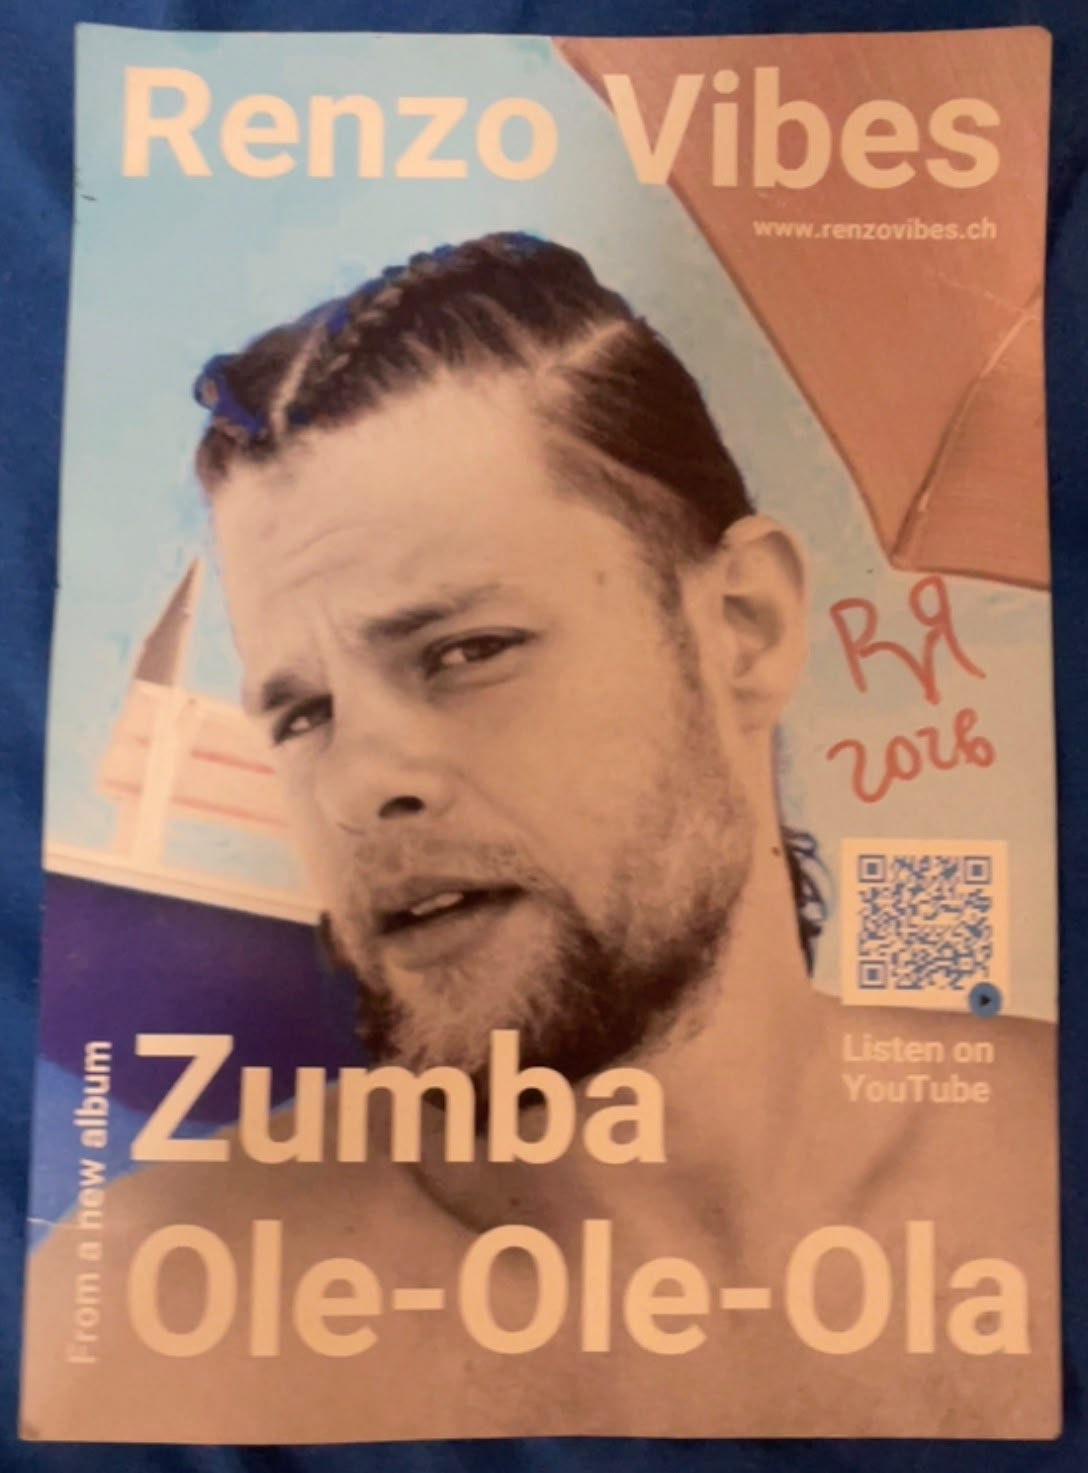 Renzo Vibes
www.renzovibes.ch
2026
Listen on
YouTube
From a new album
Zumba
Ole-Ole-Ola